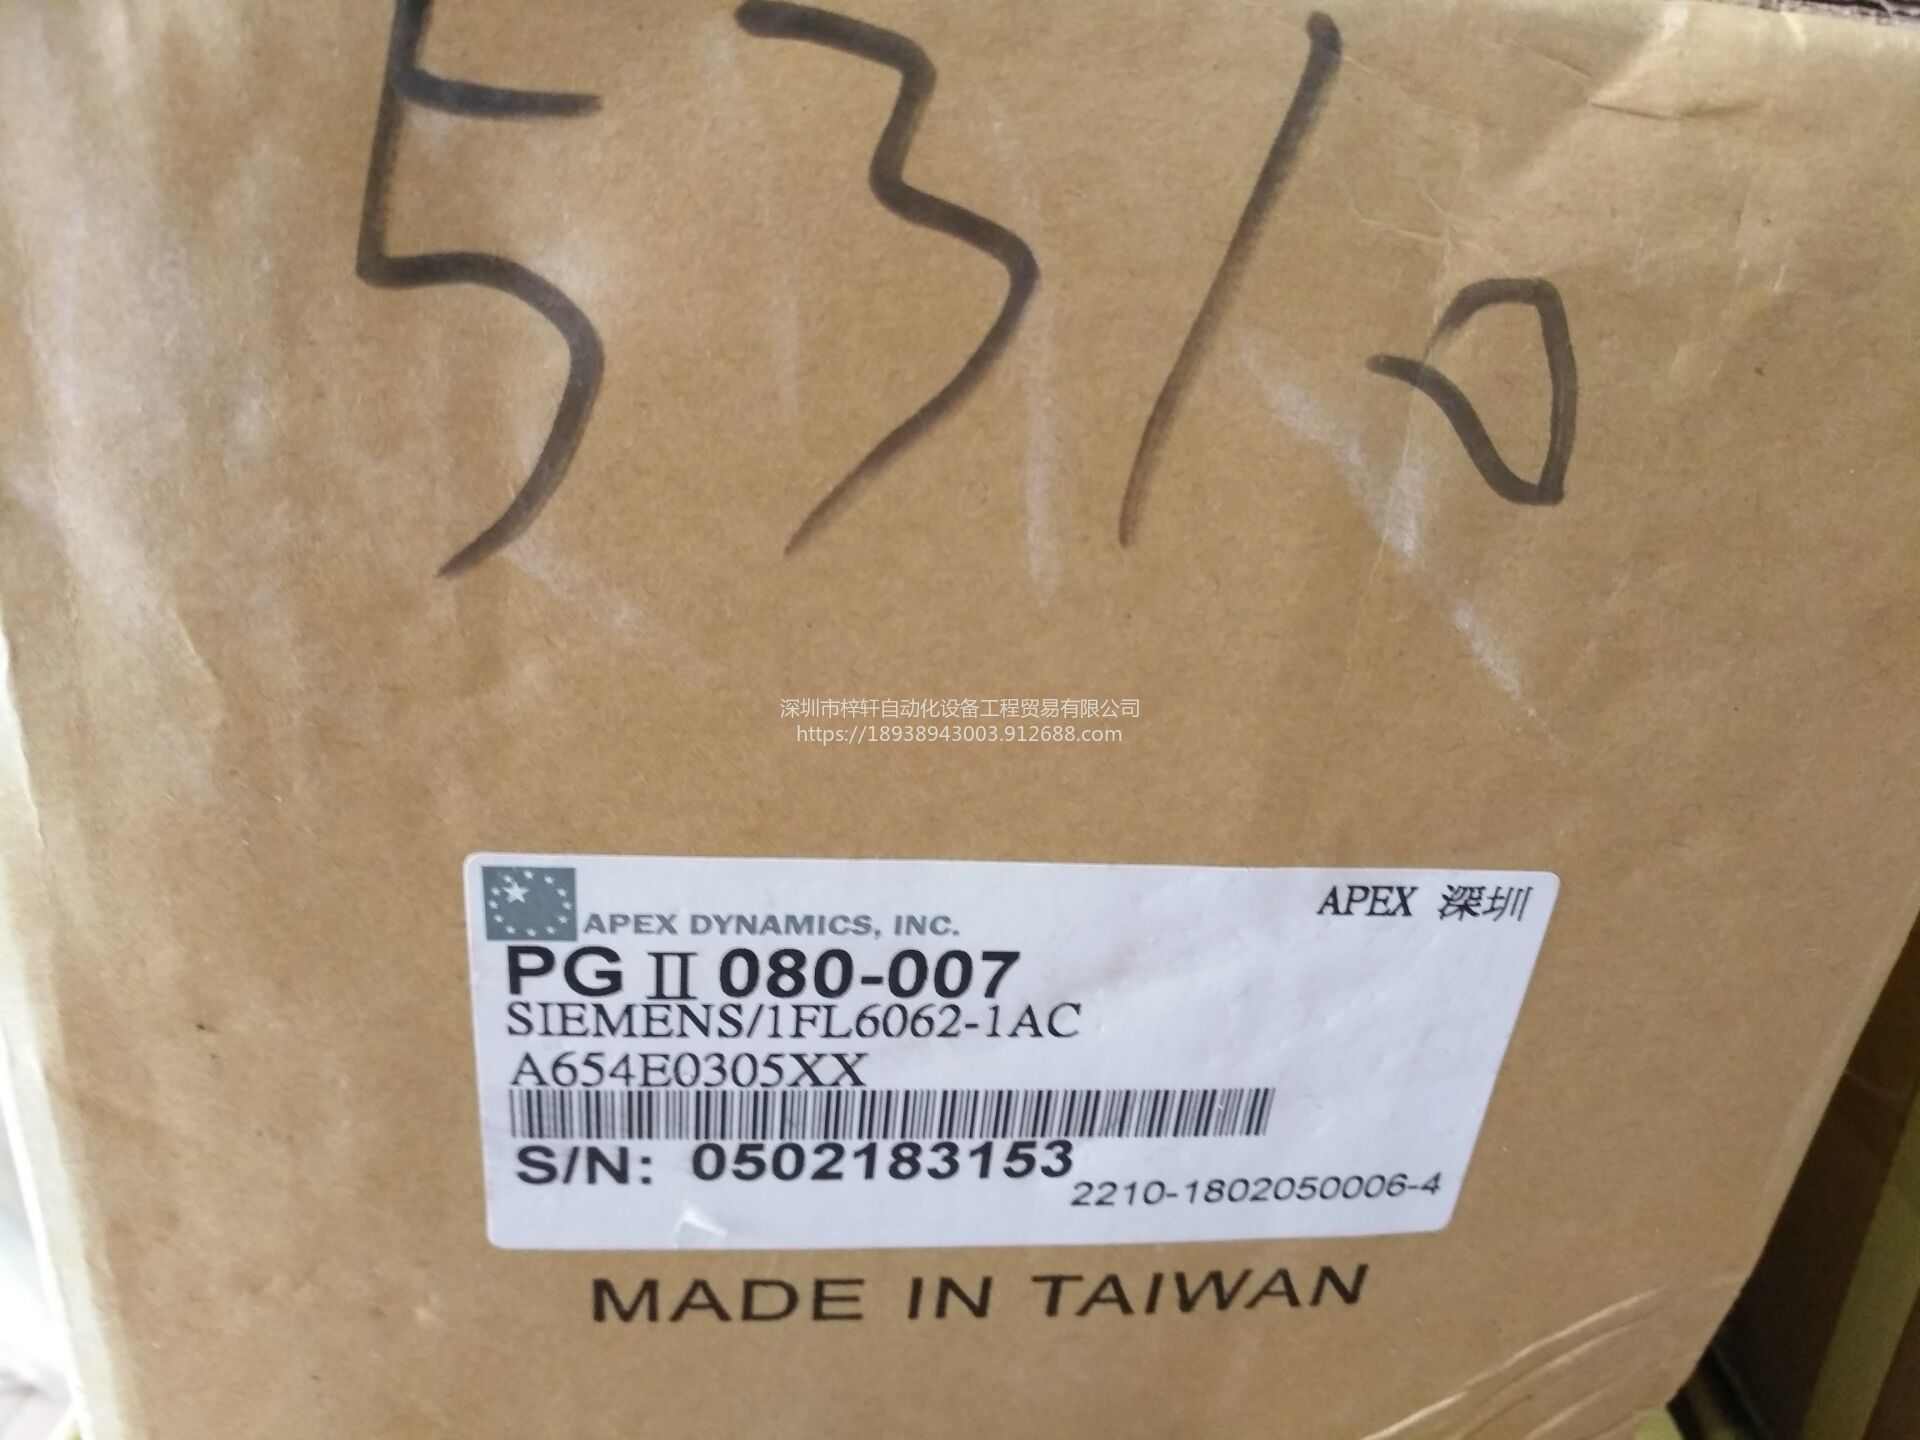 5310
深圳市梓轩自动化设备工程贸易有限公司
https://18938943003.912688.com
APEX DYNAMICS, INC.
APEX 深圳
PG II 080-007
SIEMENS/1FL6062-1AC
A654E0305XX
S/N: 0502183153
2210-1802050006-4
MADE IN TAIWAN